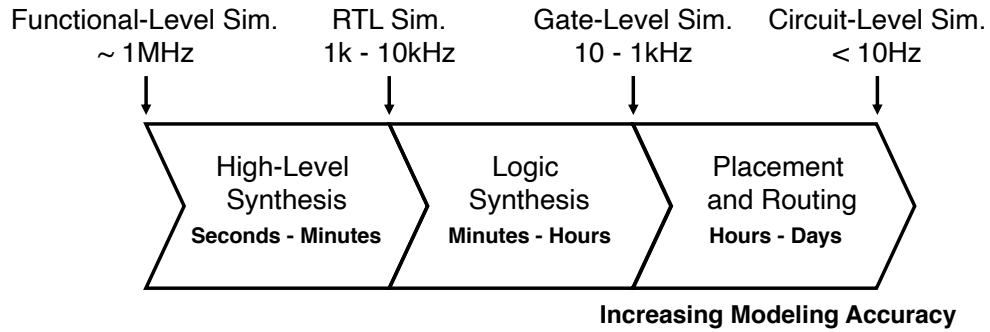 Functional-Level Sim.
~ 1MHz
RTL Sim.
1k - 10kHz
Gate-Level Sim.
10 - 1kHz
Circuit-Level Sim.
< 10Hz
High-Level
Synthesis
Seconds - Minutes
Logic
Synthesis
Minutes - Hours
Placement
and Routing
Hours - Days
Increasing Modeling Accuracy